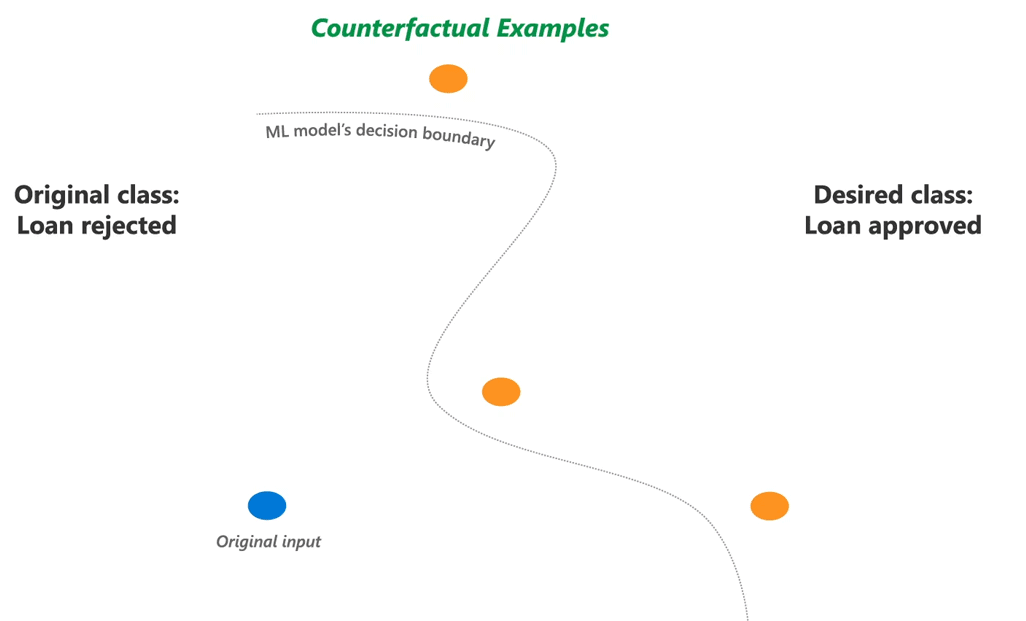 Counterfactual Examples
ML model's decision boundary
Original class:
Loan rejected
Desired class:
Loan approved
Original input